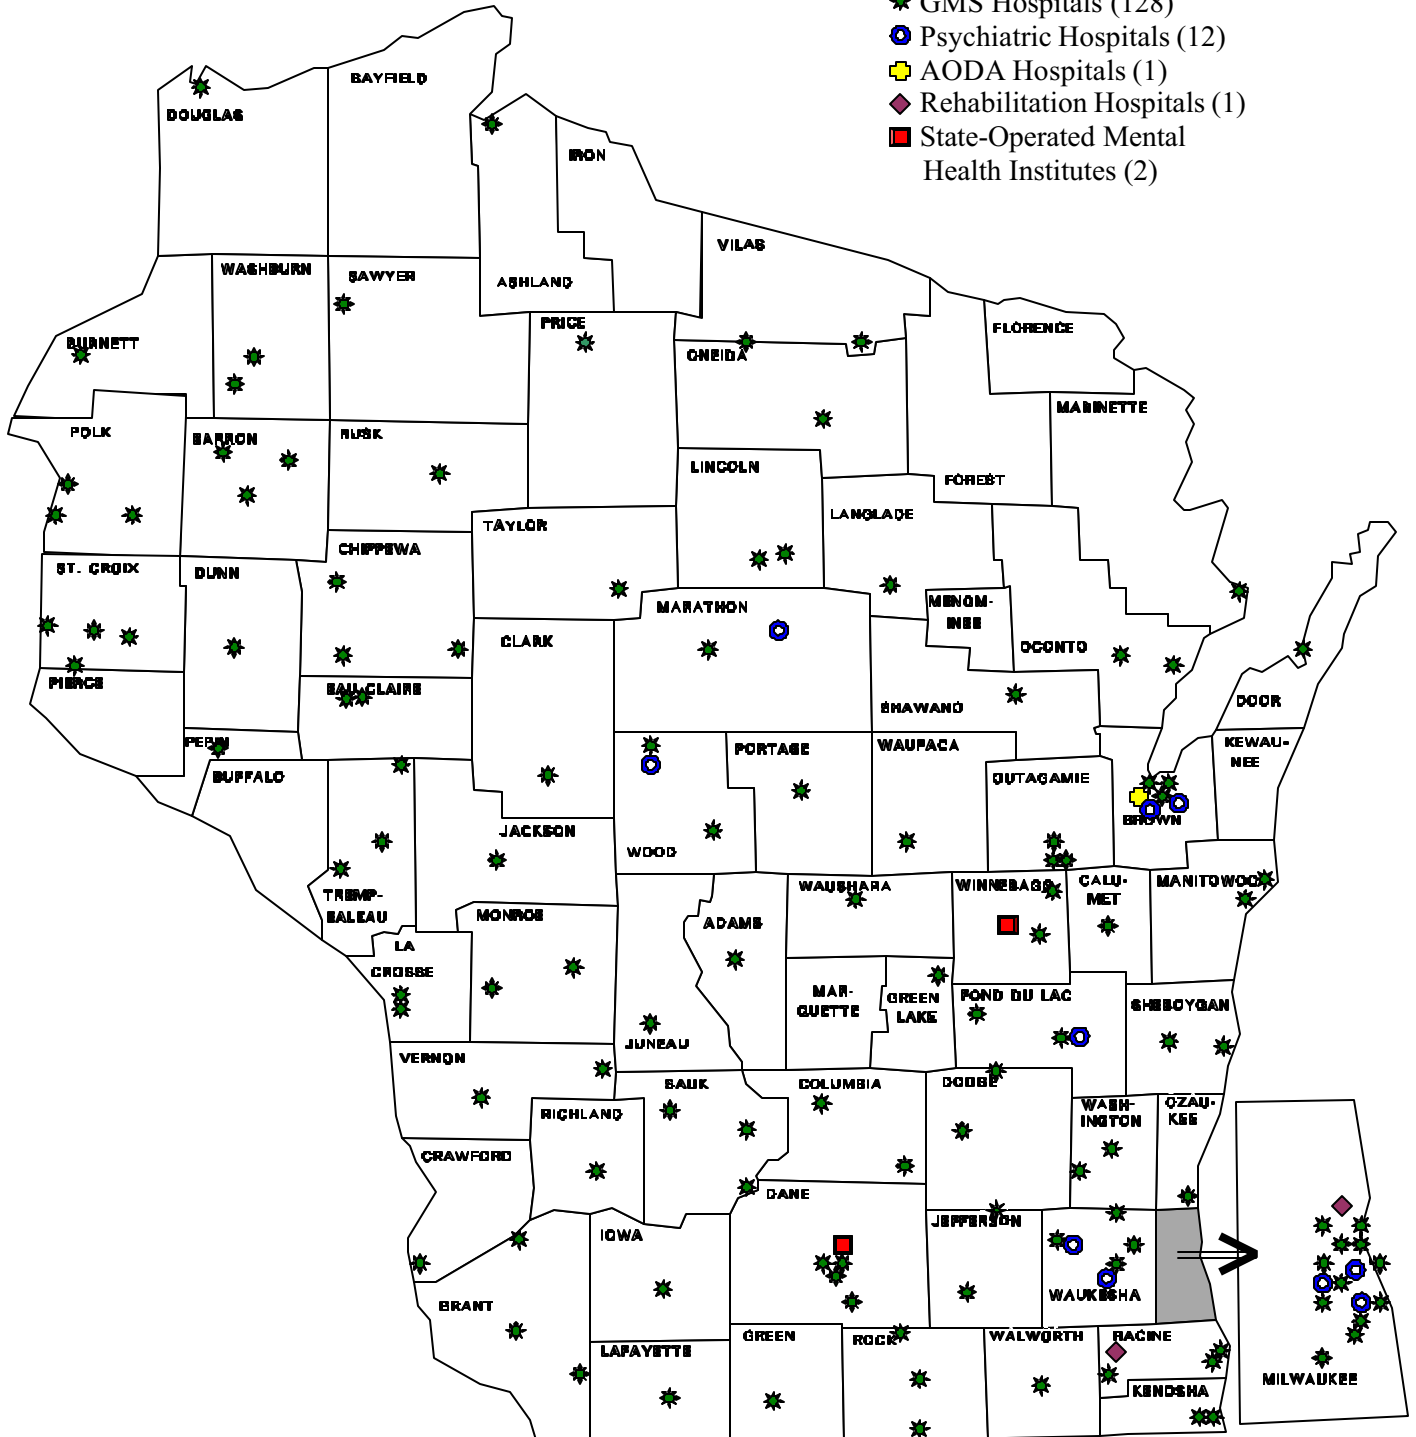 GMS Hospitals (128)
Psychiatric Hospitals (12)
AODA Hospitals (1)
Rehabilitation Hospitals (1)
State-Operated Mental
Health Institutes (2)
BAYFIELD
DOUGLAS
IRON
VILAS
WASHBURN
SAWYER
ASHLAND
PRICE
FLORENCE
BURNETT
ONEIDA
MARINETTE
POLK
BARRON
RUSK
LINCOLN
FOREST
LANGLADE
TAYLOR
CHIPPEWA
ST. CROIX
DUNN
MARATHON
MENOM-
INEE
CLARK
OCONTO
PIERCE
EAU CLAIRE
DOOR
SHAWANO
PEPIN
PORTAGE
WAUPACA
KEWAU-
NEE
BUFFALO
OUTAGAMIE
BROWN
JACKSON
WOOD
WAUSHARA
WINNEBAGO
CALU-
MET
MANITOWOC
TREMP-
EALEAU
MONROE
ADAMS
LA
CROSSE
MAR-
QUETTE
GREEN
LAKE
FOND DU LAC
SHEBOYGAN
JUNEAU
VERNON
SAUK
COLUMBIA
DODGE
WASH-
INGTON
OZAU-
KEE
RICHLAND
CRAWFORD
DANE
JEFFERSON
IOWA
WAUKESHA
GRANT
GREEN
ROCK
WALWORTH
RACINE
LAFAYETTE
MILWAUKEE
KENOSHA